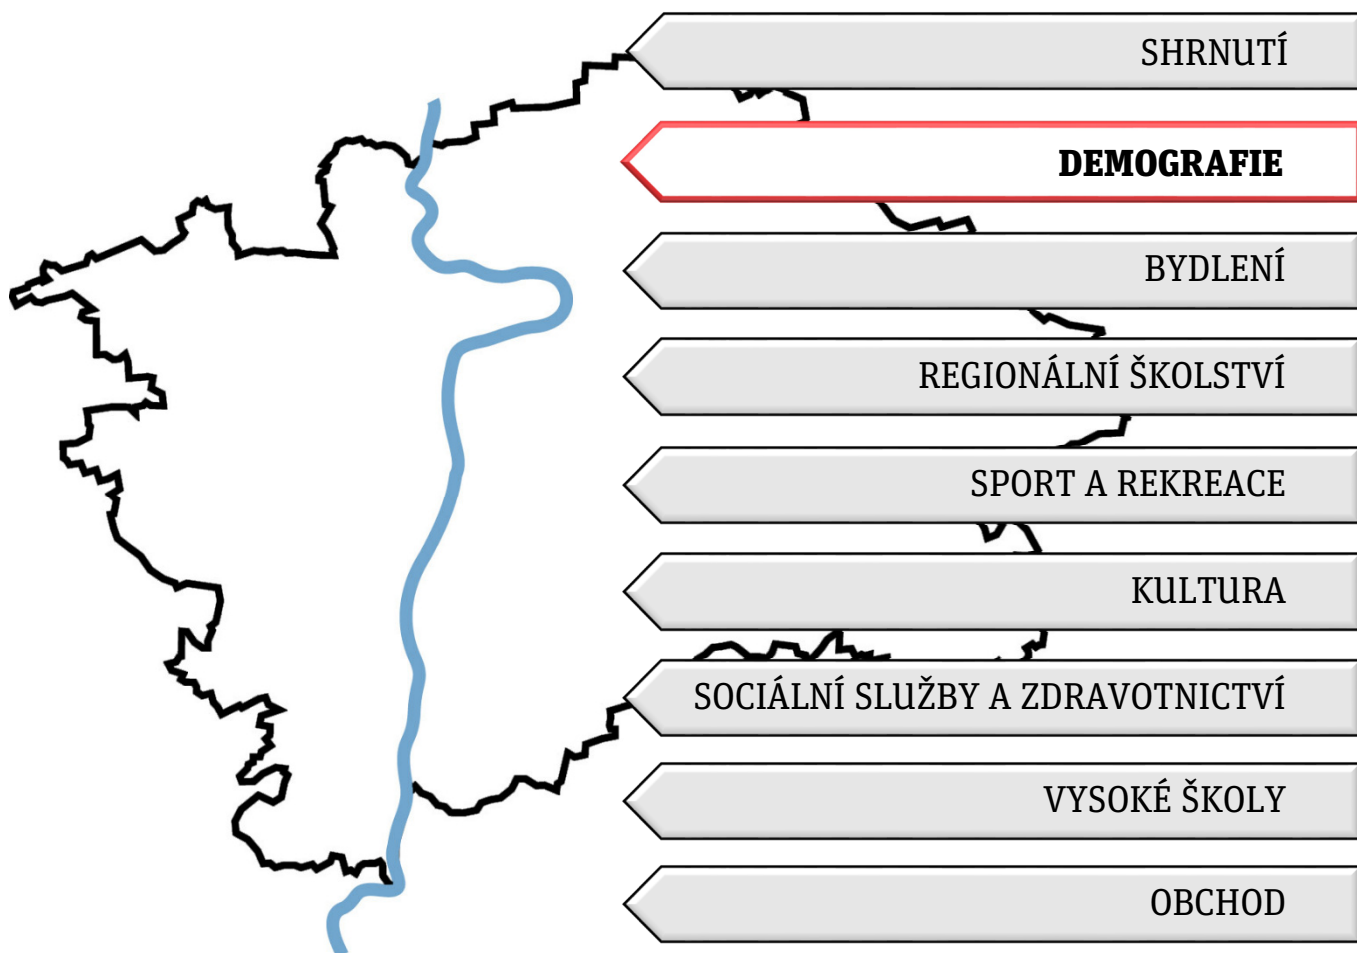 SHRNUTÍ
DEMOGRAFIE
BYDLENÍ
REGIONÁLNÍ ŠKOLSTVÍ
SPORT A REKREACE
KULTURA
SOCIÁLNÍ SLUŽBY A ZDRAVOTNICTVÍ
VYSOKÉ ŠKOLY
OBCHOD